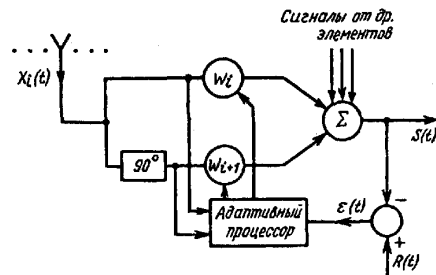 Сигналы от др.
элементов
Xi(t)
Wi
Σ
S(t)
90°
Wi+1
Адаптивный
процессор
ε(t)
−
+
R(t)